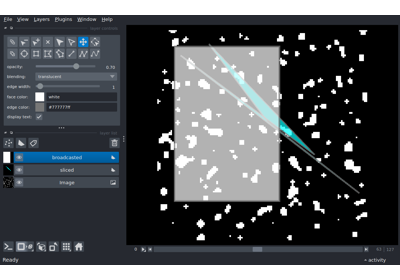 File View Layers Plugins Window Help
opacity: 0.70
blending: translucent
edge width: 1
face color: white
edge color: #777777ff
display text:
broadcasted
sliced
image
Ready
activity